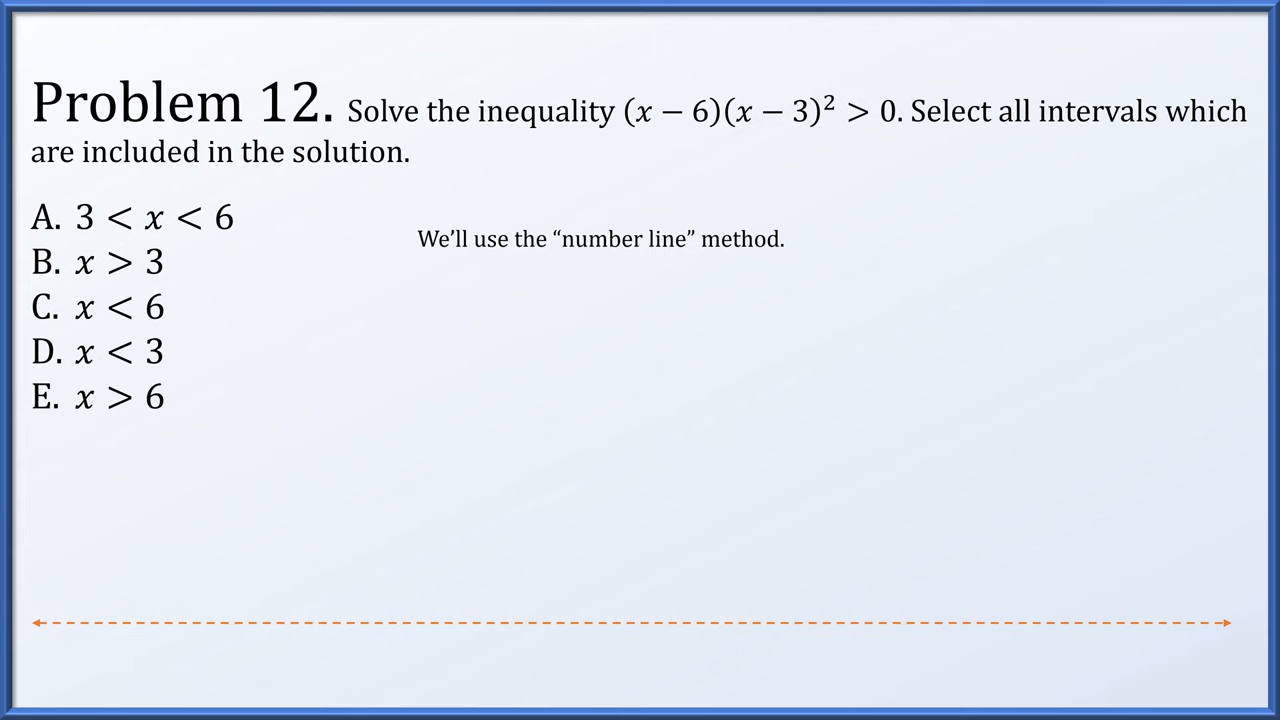 Problem 12. Solve the inequality (𝑥 − 6)(𝑥 − 3)² > 0. Select all intervals which
are included in the solution.
A. 3 < 𝑥 < 6
We’ll use the “number line” method.
B. 𝑥 > 3
C. 𝑥 < 6
D. 𝑥 < 3
E. 𝑥 > 6